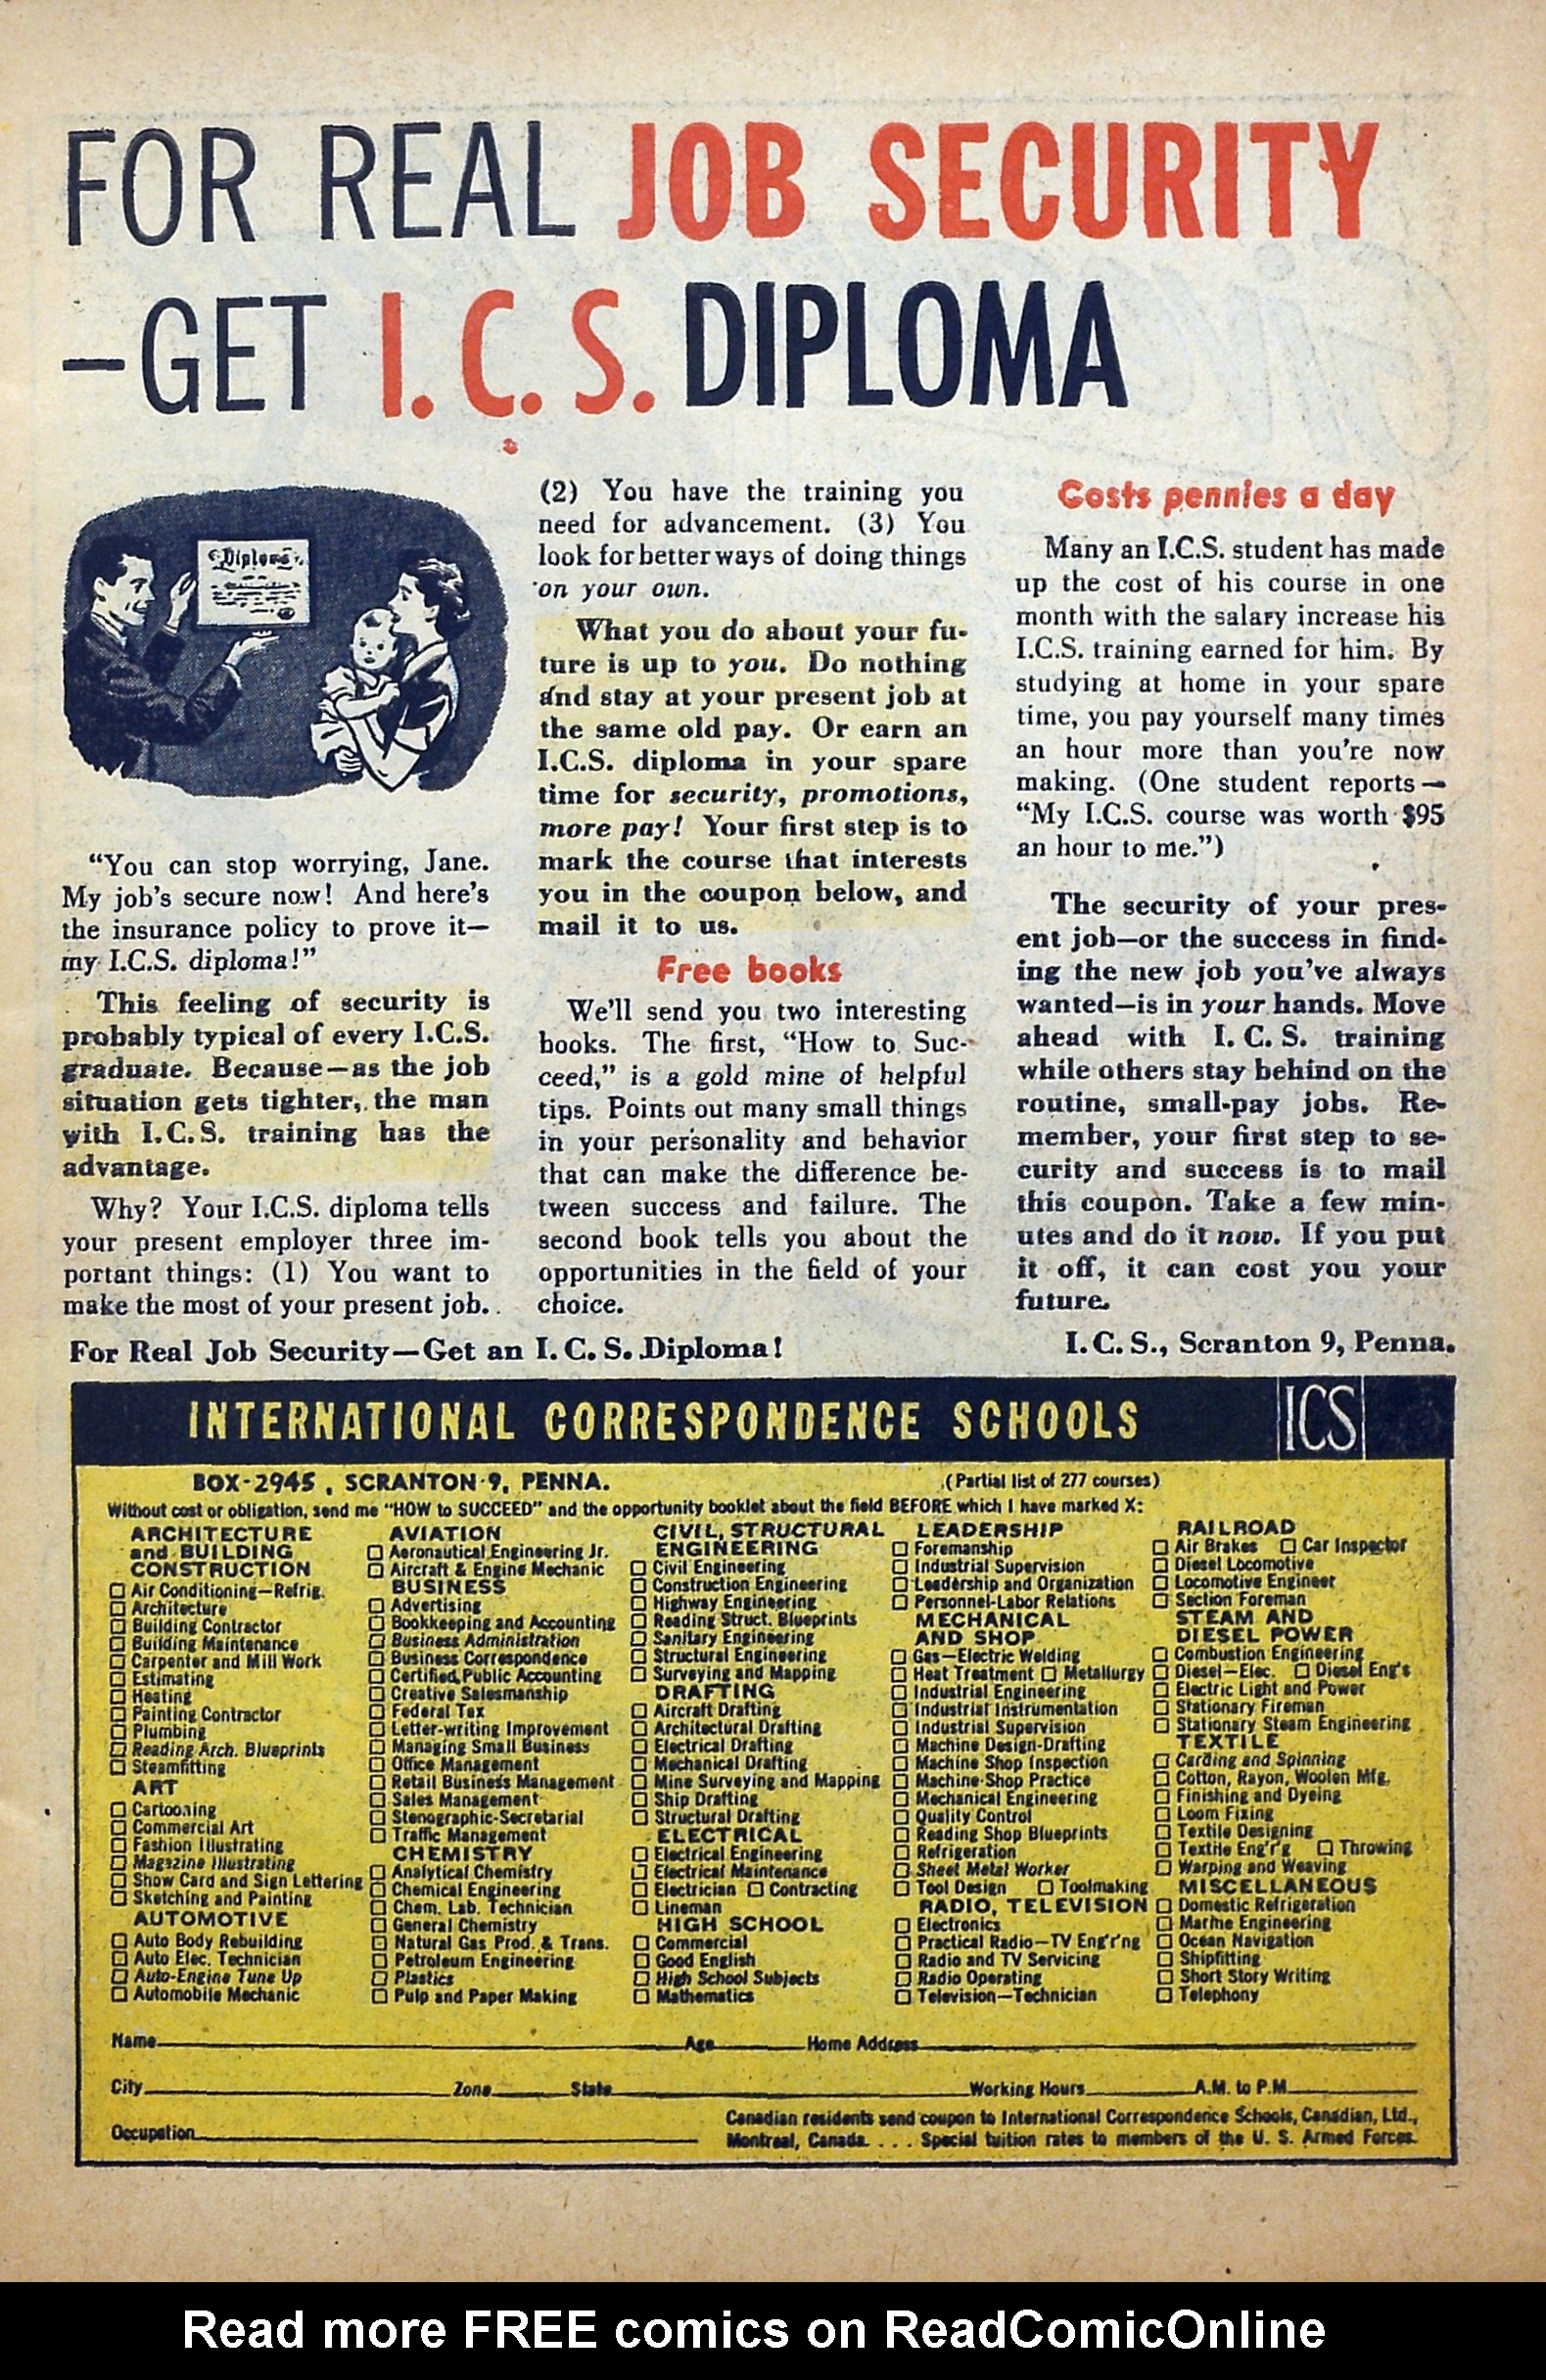 FOR REAL JOB SECURITY
—GET I.C.S. DIPLOMA
Diploma
"You can stop worrying, Jane.
My job's secure now! And here's
the insurance policy to prove it—
my I.C.S. diploma!"
This feeling of security is
probably typical of every I.C.S.
graduate. Because—as the job
situation gets tighter, the man
with I.C.S. training has the
advantage.
Why? Your I.C.S. diploma tells
your present employer three im-
portant things: (1) You want to
make the most of your present job.
(2) You have the training you
need for advancement. (3) You
look for better ways of doing things
on your own.
What you do about your fu-
ture is up to you. Do nothing
and stay at your present job at
the same old pay. Or earn an
I.C.S. diploma in your spare
time for security, promotions,
more pay! Your first step is to
mark the course that interests
you in the coupon below, and
mail it to us.
Free books
We'll send you two interesting
books. The first, "How to Suc-
ceed," is a gold mine of helpful
tips. Points out many small things
in your personality and behavior
that can make the difference be-
tween success and failure. The
second book tells you about the
opportunities in the field of your
choice.
Costs pennies a day
Many an I.C.S. student has made
up the cost of his course in one
month with the salary increase his
I.C.S. training earned for him. By
studying at home in your spare
time, you pay yourself many times
an hour more than you're now
making. (One student reports—
"My I.C.S. course was worth $95
an hour to me.")
The security of your pres-
ent job—or the success in find-
ing the new job you've always
wanted—is in your hands. Move
ahead with I. C. S. training
while others stay behind on the
routine, small-pay jobs. Re-
member, your first step to se-
curity and success is to mail
this coupon. Take a few min-
utes and do it now. If you put
it off, it can cost you your
future.
For Real Job Security—Get an I. C. S. Diploma!
I. C. S., Scranton 9, Penna.
INTERNATIONAL CORRESPONDENCE SCHOOLS
ICS
BOX-2945, SCRANTON 9, PENNA.
(Partial list of 277 courses)
Without cost or obligation, send me "HOW to SUCCEED" and the opportunity booklet about the field BEFORE which I have marked X:
ARCHITECTURE
and BUILDING
CONSTRUCTION
Air Conditioning—Refrig.
Architecture
Building Contractor
Building Maintenance
Carpenter and Mill Work
Estimating
Heating
Painting Contractor
Plumbing
Reading Arch. Blueprints
Steamfitting
ART
Cartooning
Commercial Art
Fashion Illustrating
Magazine Illustrating
Show Card and Sign Lettering
Sketching and Painting
AUTOMOTIVE
Auto Body Rebuilding
Auto Elec. Technician
Auto-Engine Tune Up
Automobile Mechanic
AVIATION
Aeronautical Engineering Jr.
Aircraft & Engine Mechanic
BUSINESS
Advertising
Bookkeeping and Accounting
Business Administration
Business Correspondence
Certified Public Accounting
Creative Salesmanship
Federal Tax
Letter-writing Improvement
Managing Small Business
Office Management
Retail Business Management
Sales Management
Stenographic-Secretarial
Traffic Management
CHEMISTRY
Analytical Chemistry
Chemical Engineering
Chem. Lab. Technician
General Chemistry
Natural Gas Prod. & Trans.
Petroleum Engineering
Plastics
Pulp and Paper Making
CIVIL, STRUCTURAL
ENGINEERING
Civil Engineering
Construction Engineering
Highway Engineering
Reading Struct. Blueprints
Sanitary Engineering
Structural Engineering
Surveying and Mapping
DRAFTING
Aircraft Drafting
Architectural Drafting
Electrical Drafting
Mechanical Drafting
Mine Surveying and Mapping
Ship Drafting
Structural Drafting
ELECTRICAL
Electrical Engineering
Electrical Maintenance
Electrician Contracting
Lineman
HIGH SCHOOL
Commercial
Good English
High School Subjects
Mathematics
LEADERSHIP
Foremanship
Industrial Supervision
Leadership and Organization
Personnel-Labor Relations
MECHANICAL
AND SHOP
Gas—Electric Welding
Heat Treatment Metallurgy
Industrial Engineering
Industrial Instrumentation
Industrial Supervision
Machine Design-Drafting
Machine Shop Inspection
Machine-Shop Practice
Mechanical Engineering
Quality Control
Reading Shop Blueprints
Refrigeration
Sheet Metal Worker
Tool Design Toolmaking
RADIO, TELEVISION
Electronics
Practical Radio—TV Eng'r'ng
Radio and TV Servicing
Radio Operating
Television—Technician
RAILROAD
Air Brakes Car Inspector
Diesel Locomotive
Locomotive Engineer
Section Foreman
STEAM AND
DIESEL POWER
Combustion Engineering
Diesel—Elec. Diesel Eng's
Electric Light and Power
Stationary Fireman
Stationary Steam Engineering
TEXTILE
Carding and Spinning
Cotton, Rayon, Woolen Mfg.
Finishing and Dyeing
Loom Fixing
Textile Designing
Textile Eng'r'g Throwing
Warping and Weaving
MISCELLANEOUS
Domestic Refrigeration
Marine Engineering
Ocean Navigation
Shipfitting
Short Story Writing
Telephony
Name Age Home Address
City Zone State Working Hours A.M. to P.M.
Occupation
Canadian residents send coupon to International Correspondence Schools, Canadian, Ltd.,
Montreal, Canada. . . . Special tuition rates to members of the U. S. Armed Forces.
Read more FREE comics on ReadComicOnline